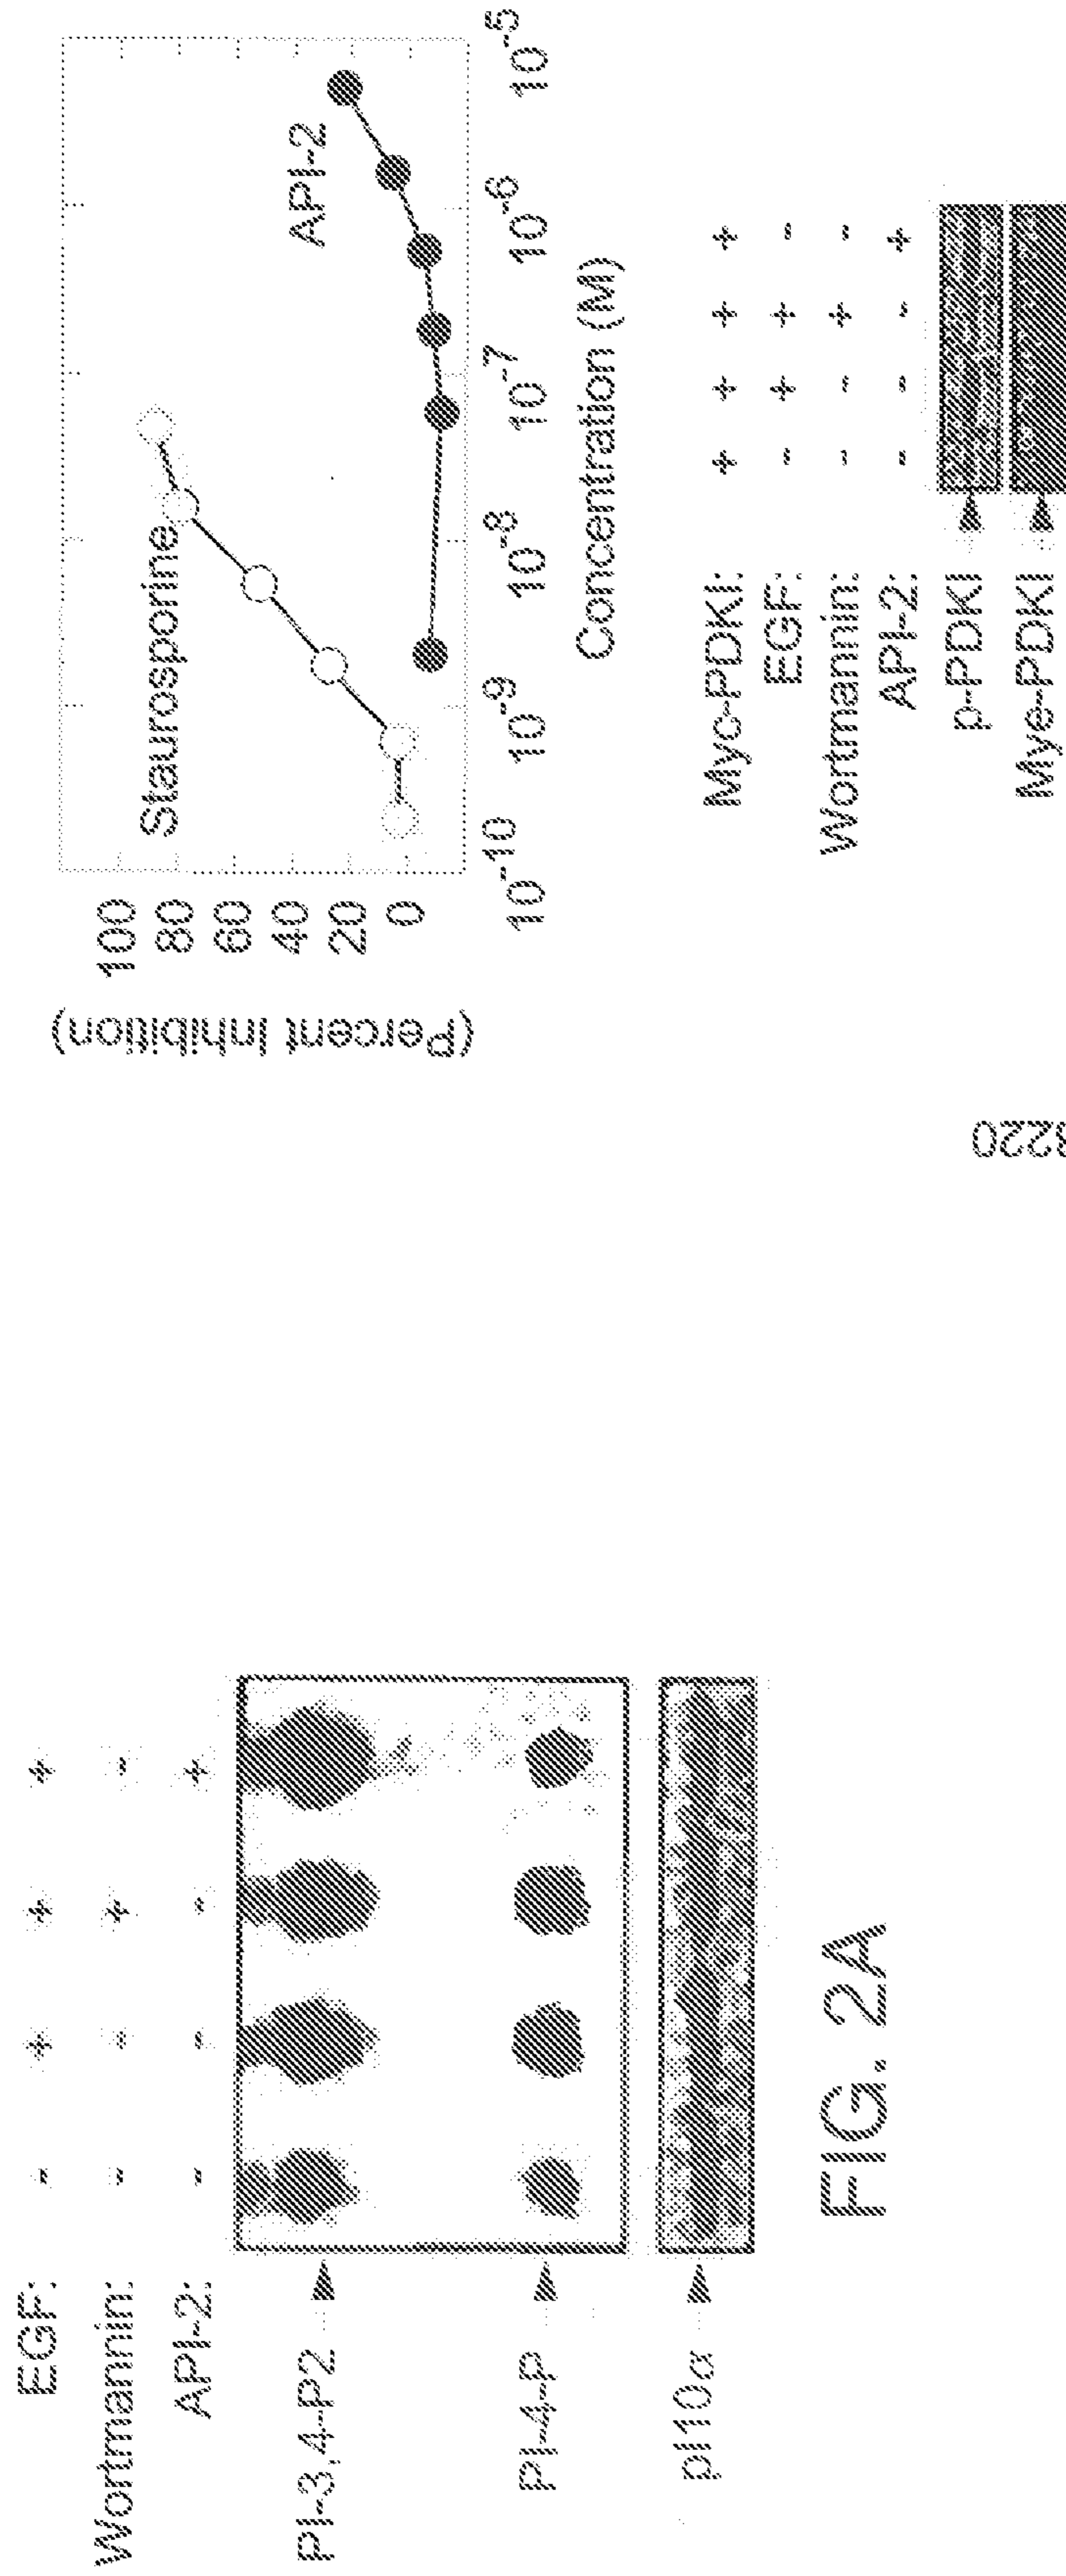 EGF: - + + +
Wortmannin: - - + -
API-2: - - - +
PI-3,4-P2
PI-4-P
p110α
FIG. 2A
(Percent Inhibition)
100
80
60
40
20
0
Staurosporine
API-2
10-10 10-9 10-8 10-7 10-6 10-5
Concentration (M)
Myc-PDKI: + + + +
EGF: - + + -
Wortmannin: - - + -
API-2: - - - +
p-PDKI
Mye-PDKI